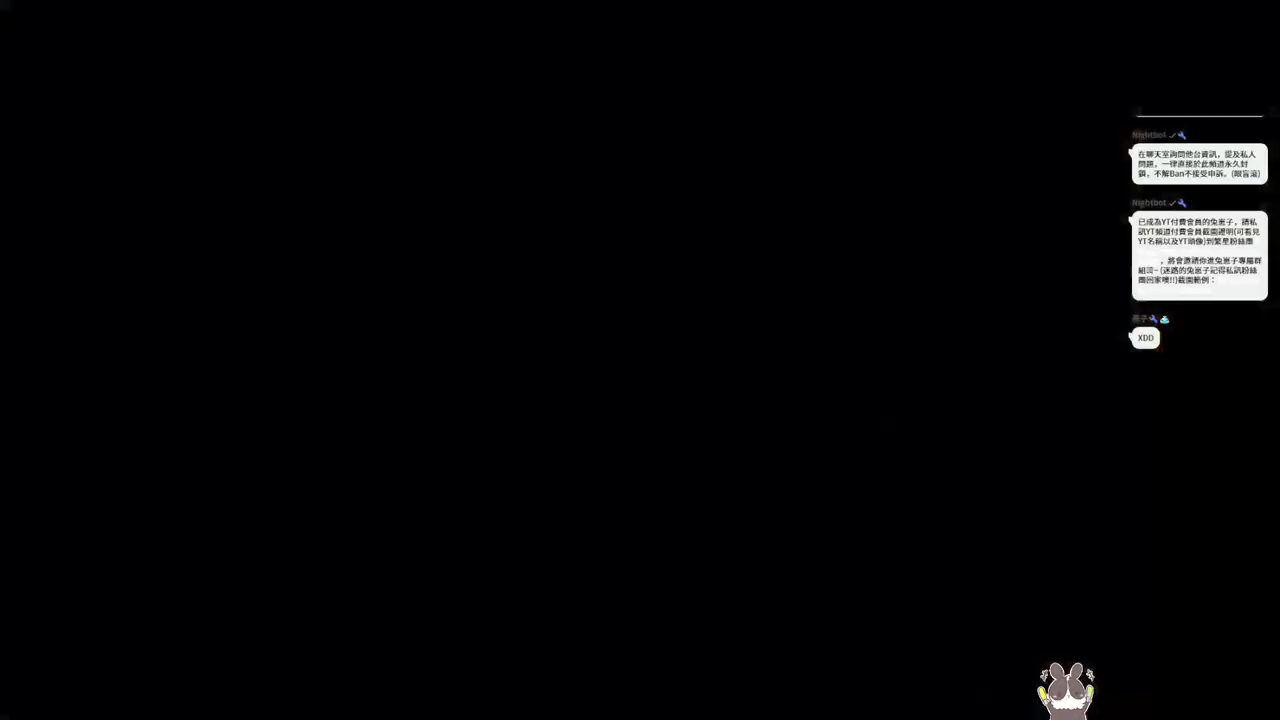 Nightbot
在聊天室詢問他台資訊，提及私人
問題，一律直接於此頻道永久封
鎖，不解Ban不接受申訴。(眼盲滾)
Nightbot
已成為YT付費會員的兔崽子，請私
訊YT頻道付費會員截圖證明(可看見
YT名稱以及YT頭像)到繁星粉絲團
，將會邀請你進兔崽子專屬群
組~ (迷路的兔崽子記得私訊粉絲
團回家噢!!)截圖範例：
XDD